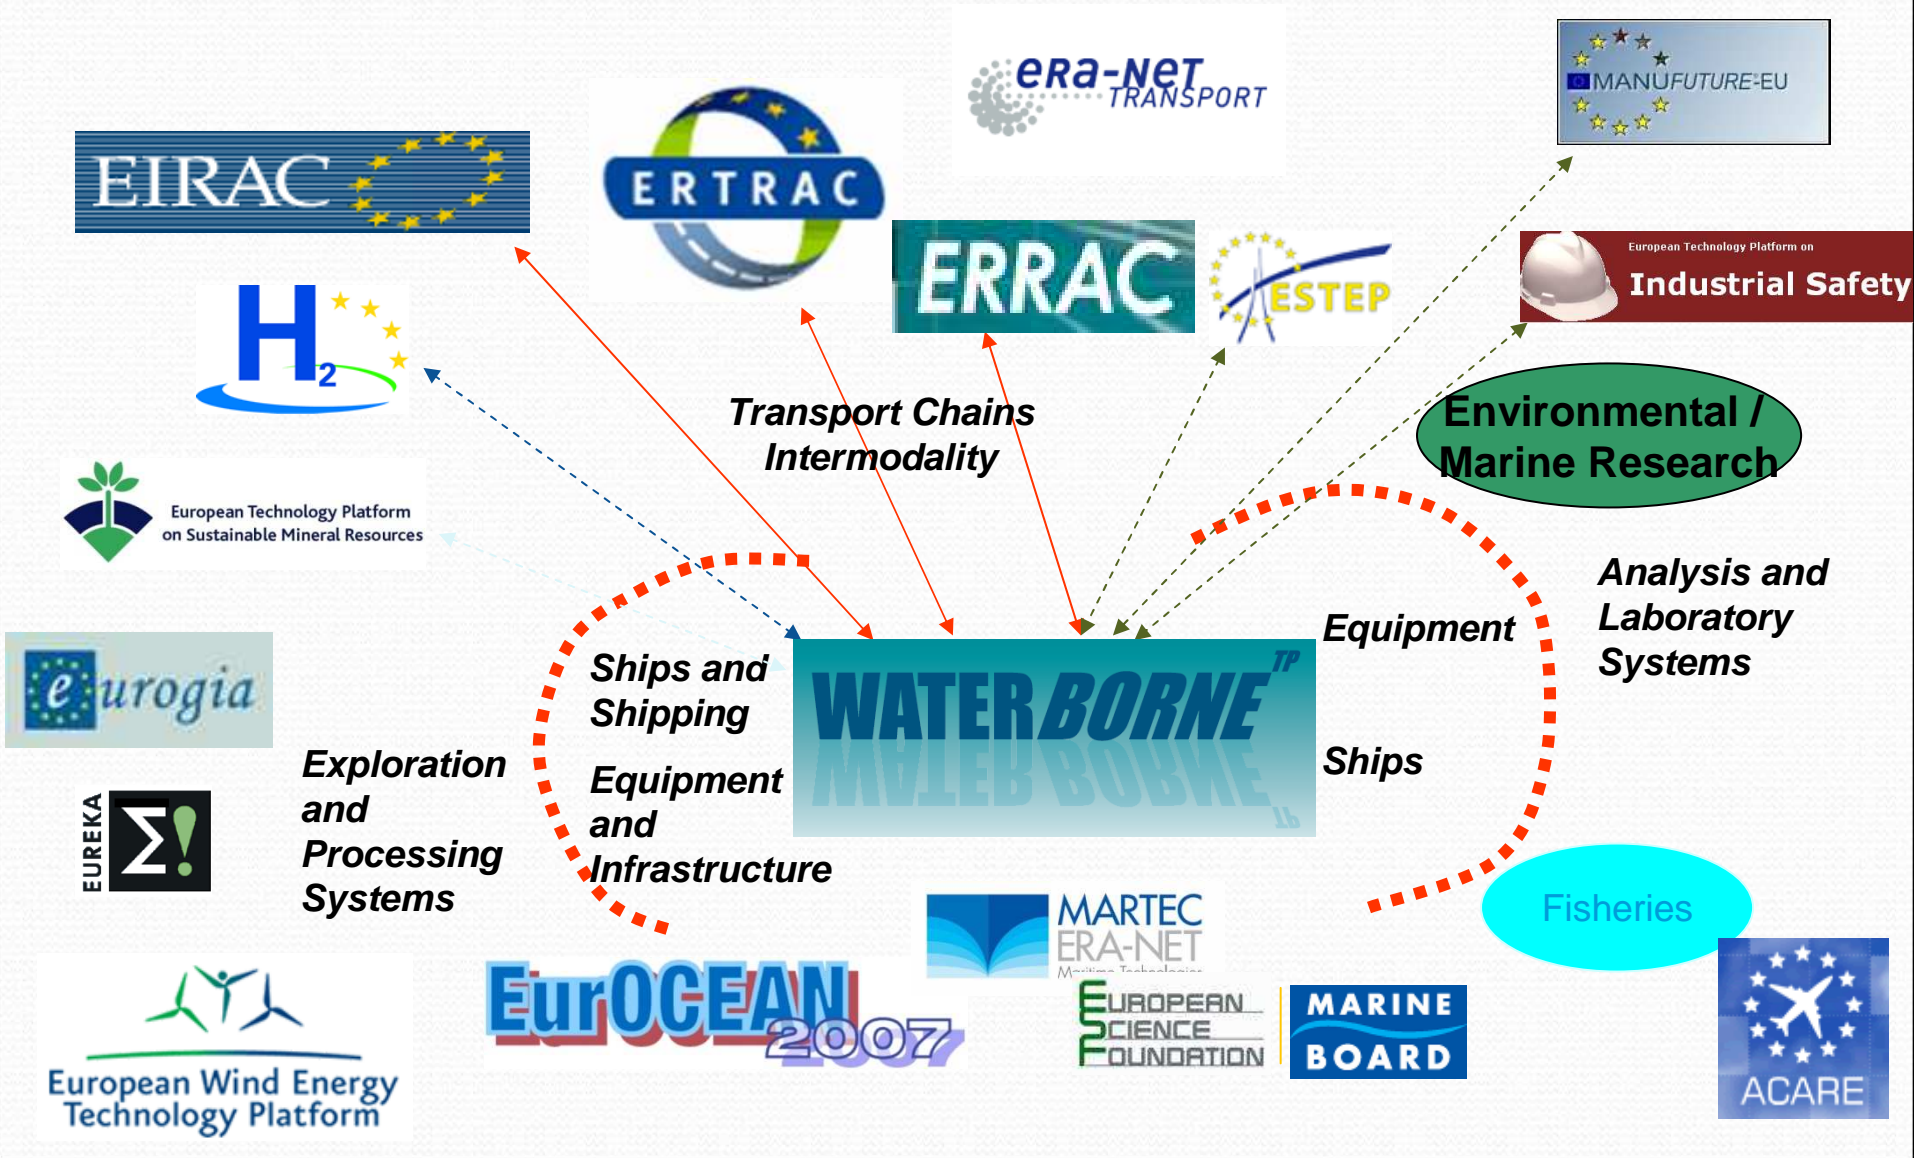 era-net
TRANSPORT
MANUFUTURE-EU
EIRAC
ERTRAC
ERRAC
ESTEP
European Technology Platform on
Industrial Safety
H2
Transport Chains
Intermodality
Environmental /
Marine Research
European Technology Platform
on Sustainable Mineral Resources
Analysis and
Laboratory
Systems
Equipment
Ships
eurogia
Ships and
Shipping
WATERBORNE TP
Exploration
and
Processing
Systems
Equipment
and
Infrastructure
EUREKA
Σ!
Fisheries
MARTEC
ERA-NET
Maritime Technologies
EurOCEAN
2007
EUROPEAN
SCIENCE
FOUNDATION
MARINE
BOARD
European Wind Energy
Technology Platform
ACARE